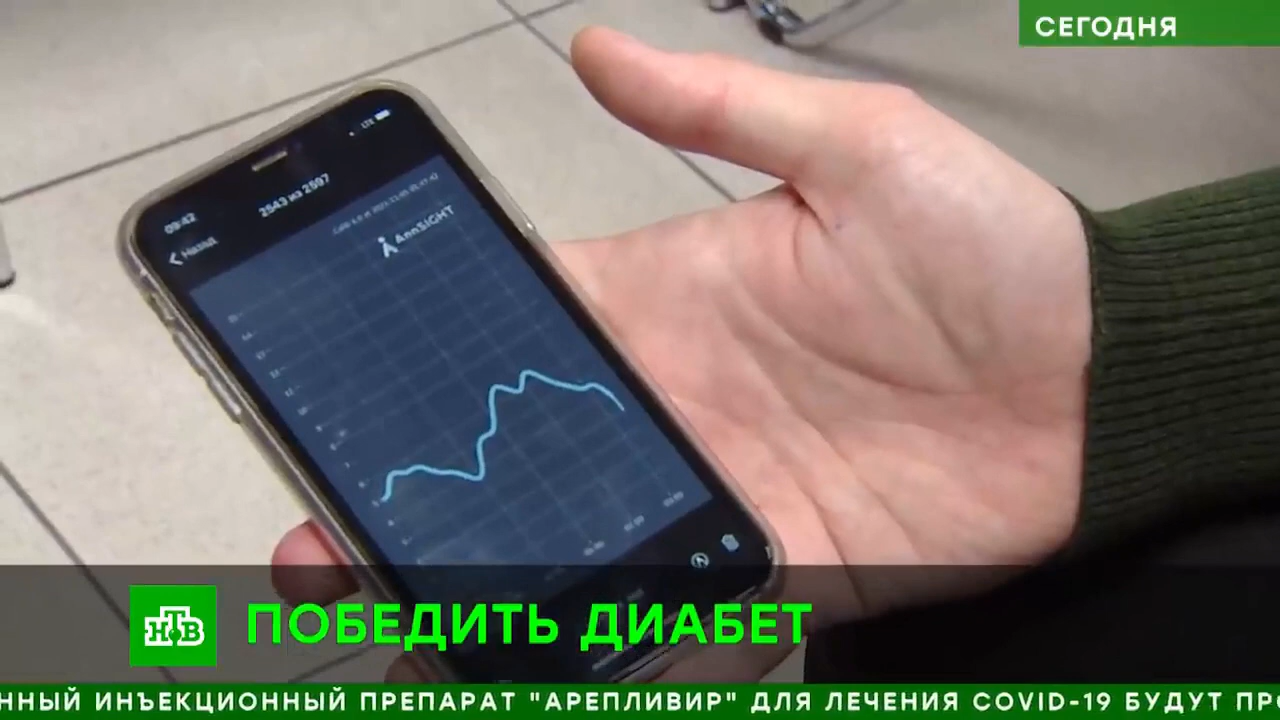 СЕГОДНЯ
LTE
09:42
2543 из 2597
Назад
AnnSIGHT
НТВ
ПОБЕДИТЬ ДИАБЕТ
ННЫЙ ИНЪЕКЦИОННЫЙ ПРЕПАРАТ "АРЕПЛИВИР" ДЛЯ ЛЕЧЕНИЯ COVID-19 БУДУТ ПР